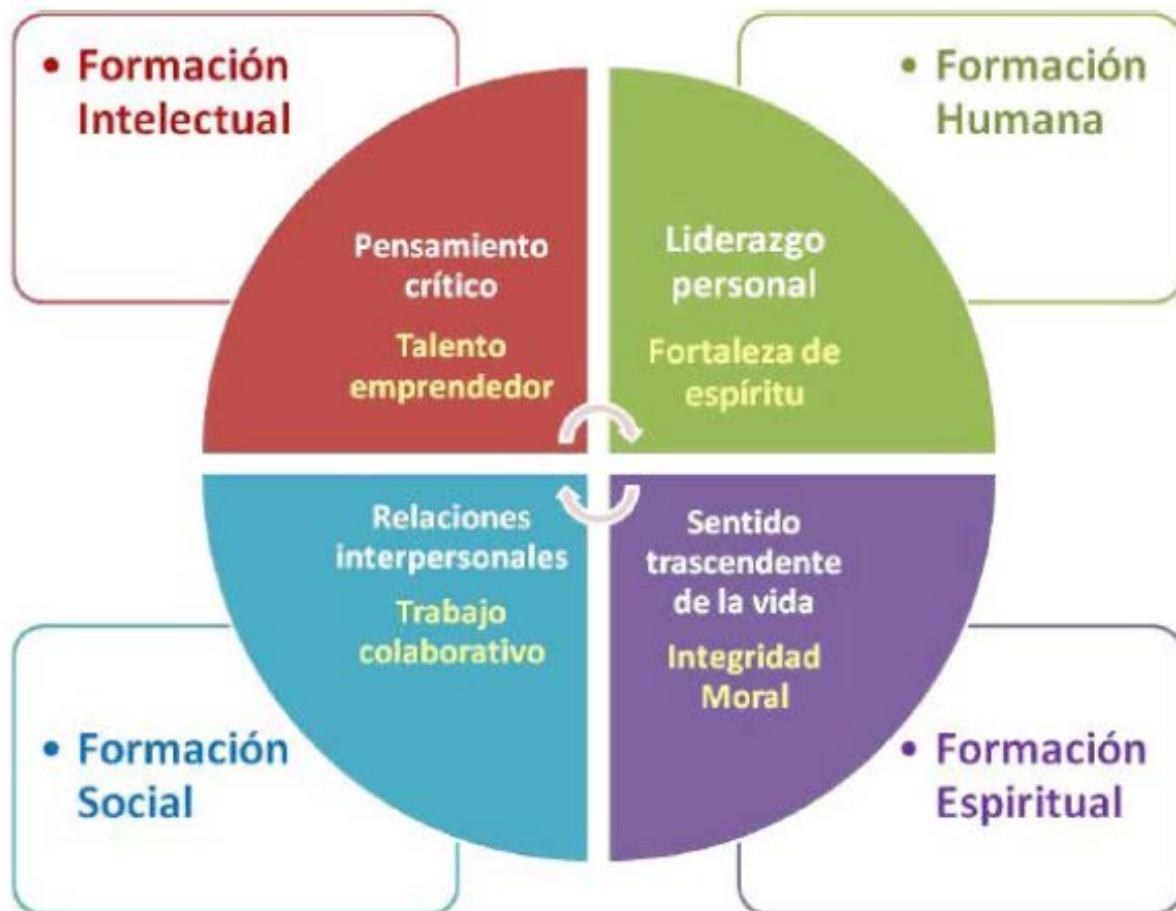 • Formación
Intelectual
• Formación
Humana
Pensamiento
crítico
Talento
emprendedor
Liderazgo
personal
Fortaleza de
espíritu
Relaciones
interpersonales
Trabajo
colaborativo
Sentido
trascendente
de la vida
Integridad
Moral
• Formación
Social
• Formación
Espiritual